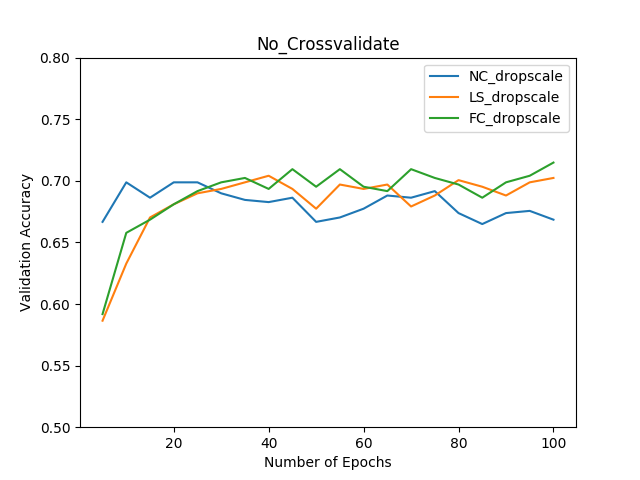 No_Crossvalidate
NC_dropscale
LS_dropscale
FC_dropscale
Validation Accuracy
0.80
0.75
0.70
0.65
0.60
0.55
0.50
20 40 60 80 100
Number of Epochs